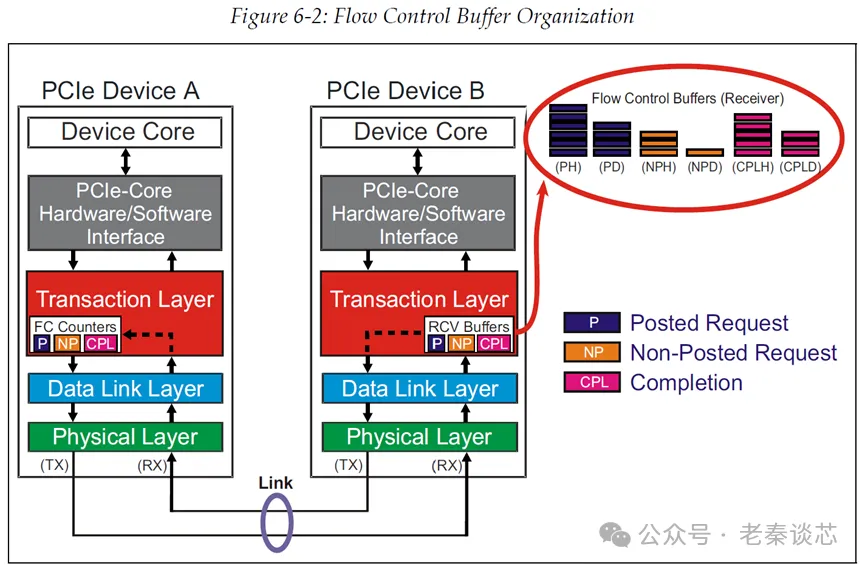 Figure 6-2: Flow Control Buffer Organization
PCIe Device A
Device Core
PCIe-Core
Hardware/Software
Interface
Transaction Layer
FC Counters
P NP CPL
Data Link Layer
Physical Layer
(TX) (RX)
PCIe Device B
Device Core
PCIe-Core
Hardware/Software
Interface
Transaction Layer
RCV Buffers
P NP CPL
Data Link Layer
Physical Layer
(TX) (RX)
Link
Flow Control Buffers (Receiver)
(PH) (PD) (NPH) (NPD) (CPLH) (CPLD)
P Posted Request
NP Non-Posted Request
CPL Completion
公众号 · 老秦谈芯